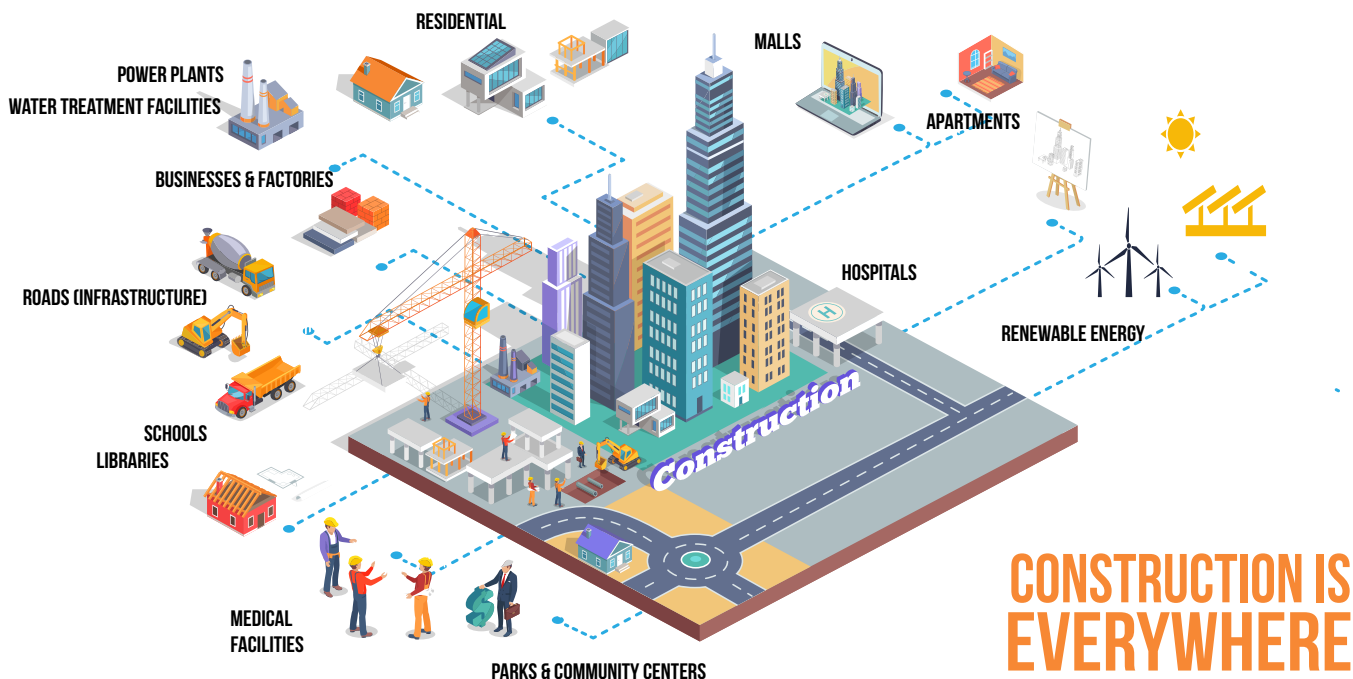 RESIDENTIAL
MALLS
POWER PLANTS
WATER TREATMENT FACILITIES
APARTMENTS
BUSINESSES & FACTORIES
HOSPITALS
ROADS (INFRASTRUCTURE)
RENEWABLE ENERGY
H
Construction
SCHOOLS
LIBRARIES
MEDICAL
FACILITIES
PARKS & COMMUNITY CENTERS
CONSTRUCTION IS
EVERYWHERE